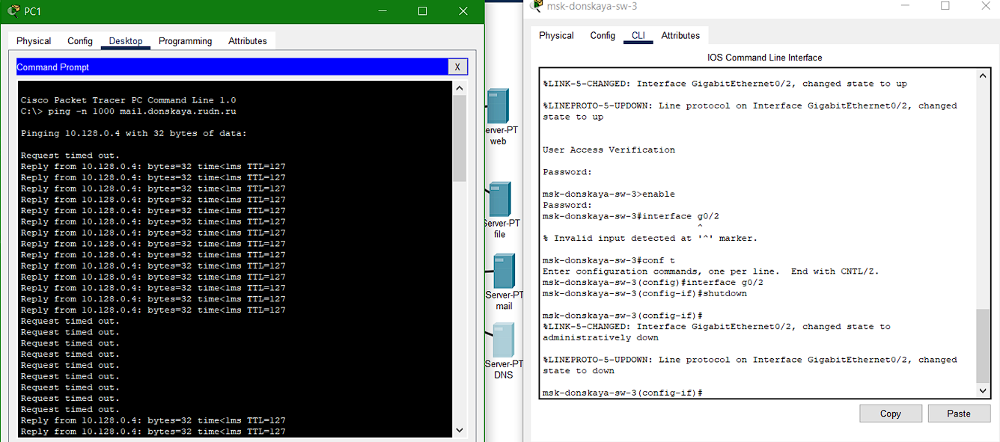 PC1
Physical Config Desktop Programming Attributes
Command Prompt
X
Cisco Packet Tracer PC Command Line 1.0
C:\> ping -n 1000 mail.donskaya.rudn.ru
Pinging 10.128.0.4 with 32 bytes of data:
Request timed out.
Reply from 10.128.0.4: bytes=32 time<1ms TTL=127
Reply from 10.128.0.4: bytes=32 time<1ms TTL=127
Reply from 10.128.0.4: bytes=32 time<1ms TTL=127
Reply from 10.128.0.4: bytes=32 time<1ms TTL=127
Reply from 10.128.0.4: bytes=32 time<1ms TTL=127
Reply from 10.128.0.4: bytes=32 time<1ms TTL=127
Reply from 10.128.0.4: bytes=32 time<1ms TTL=127
Reply from 10.128.0.4: bytes=32 time<1ms TTL=127
Reply from 10.128.0.4: bytes=32 time<1ms TTL=127
Reply from 10.128.0.4: bytes=32 time<1ms TTL=127
Reply from 10.128.0.4: bytes=32 time<1ms TTL=127
Reply from 10.128.0.4: bytes=32 time<1ms TTL=127
Reply from 10.128.0.4: bytes=32 time<1ms TTL=127
Reply from 10.128.0.4: bytes=32 time<1ms TTL=127
Request timed out.
Request timed out.
Request timed out.
Request timed out.
Request timed out.
Request timed out.
Request timed out.
Request timed out.
Request timed out.
Reply from 10.128.0.4: bytes=32 time<1ms TTL=127
Reply from 10.128.0.4: bytes=32 time<1ms TTL=127
erver-PT
web
Server-PT
file
Server-PT
mail
Server-PT
DNS
msk-donskaya-sw-3
Physical Config CLI Attributes
IOS Command Line Interface
%LINK-5-CHANGED: Interface GigabitEthernet0/2, changed state to up
%LINEPROTO-5-UPDOWN: Line protocol on Interface GigabitEthernet0/2, changed
state to up
User Access Verification
Password:
msk-donskaya-sw-3>enable
Password:
msk-donskaya-sw-3#interface g0/2
^
% Invalid input detected at '^' marker.
msk-donskaya-sw-3#conf t
Enter configuration commands, one per line. End with CNTL/Z.
msk-donskaya-sw-3(config)#interface g0/2
msk-donskaya-sw-3(config-if)#shutdown
msk-donskaya-sw-3(config-if)#
%LINK-5-CHANGED: Interface GigabitEthernet0/2, changed state to
administratively down
%LINEPROTO-5-UPDOWN: Line protocol on Interface GigabitEthernet0/2, changed
state to down
msk-donskaya-sw-3(config-if)#
Copy Paste